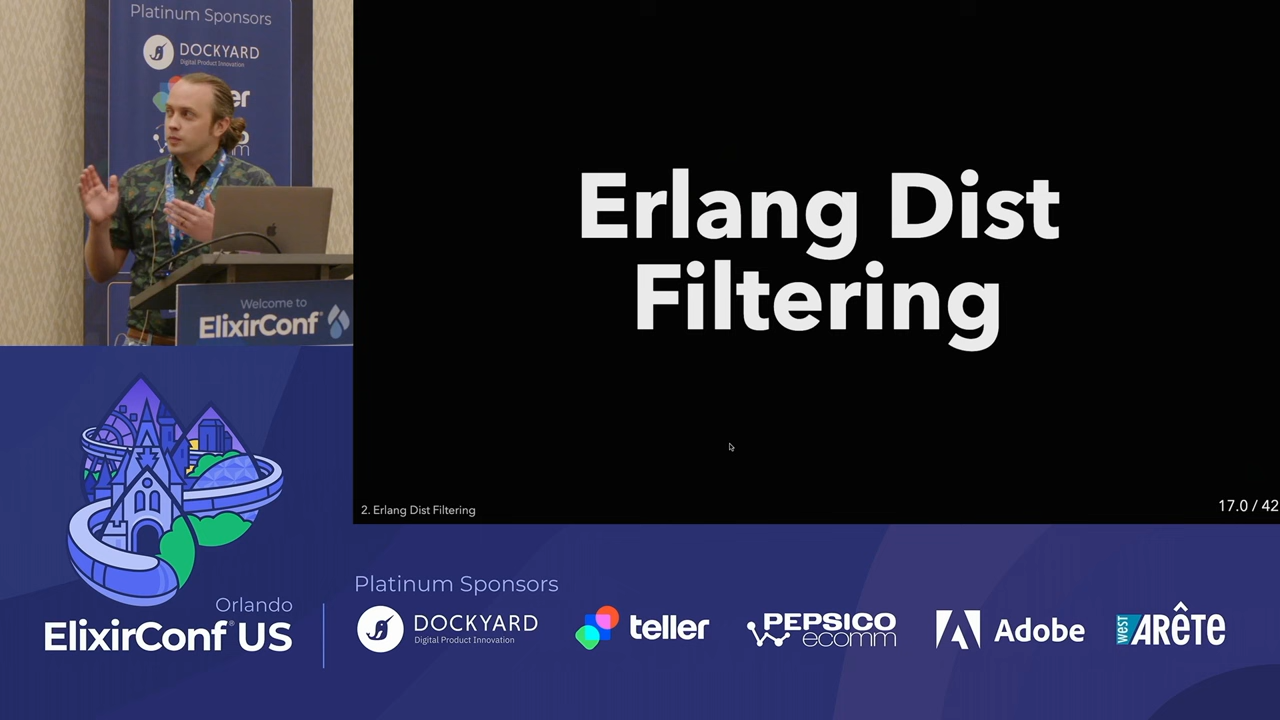 Platinum Sponsors
DOCKYARD
Digital Product Innovation
Welcome to
ElixirConf®
Erlang Dist
Filtering
2. Erlang Dist Filtering
17.0 / 42
Orlando
ElixirConf® US
Platinum Sponsors
DOCKYARD
Digital Product Innovation
teller
PEPSICO
ecomm
Adobe
west
ARÊTE